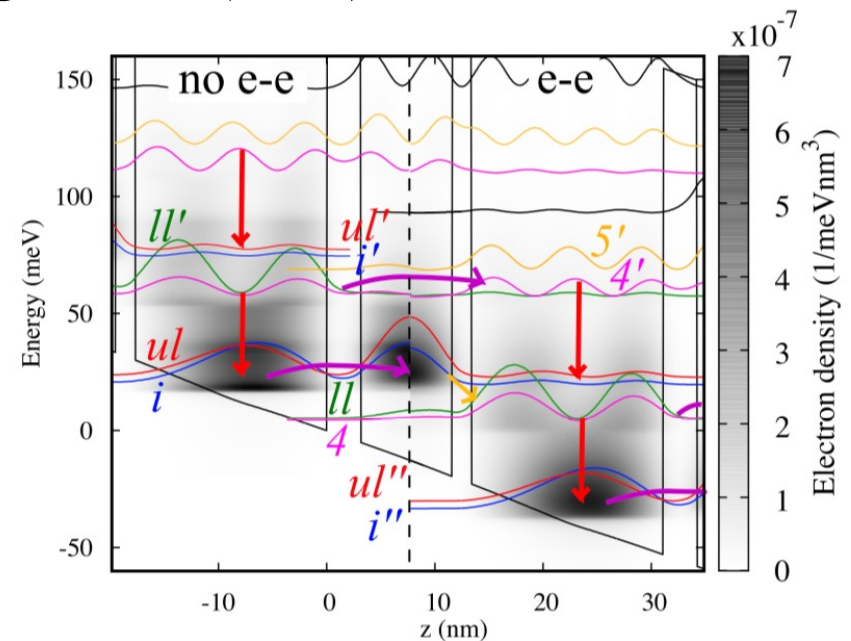 x10-7
no e-e
e-e
150
100
50
0
-50
Energy (meV)
ll'
ul'
i'
5'
4'
ul
i
ll
4
ul''
i''
-10
0
10
20
30
z (nm)
7
6
5
4
3
2
1
0
Electron density (1/meVnm3)